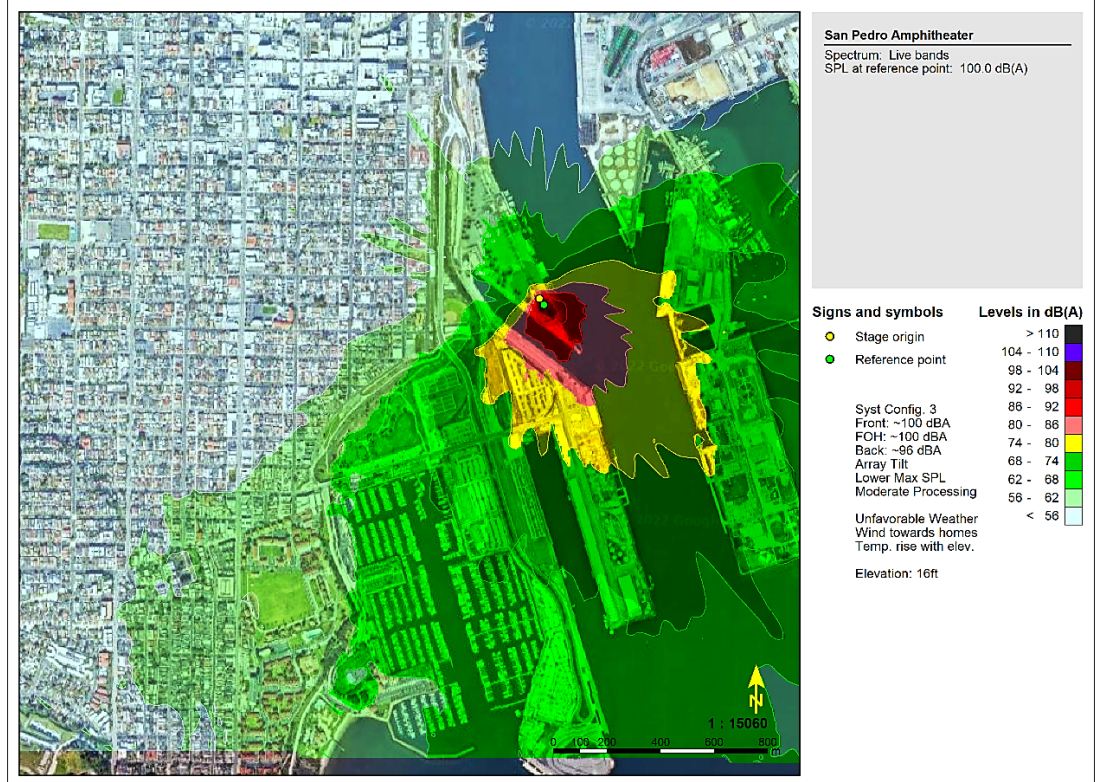 San Pedro Amphitheater
Spectrum: Live bands
SPL at reference point: 100.0 dB(A)
Signs and symbols
Stage origin
Reference point
Syst Config. 3
Front: ~100 dBA
FOH: ~100 dBA
Back: ~96 dBA
Array Tilt
Lower Max SPL
Moderate Processing
Unfavorable Weather
Wind towards homes
Temp. rise with elev.
Elevation: 16ft
Levels in dB(A)
> 110
104 - 110
98 - 104
92 - 98
86 - 92
80 - 86
74 - 80
68 - 74
62 - 68
56 - 62
< 56
N
1 : 15060
0 100 200 400 600 800
m